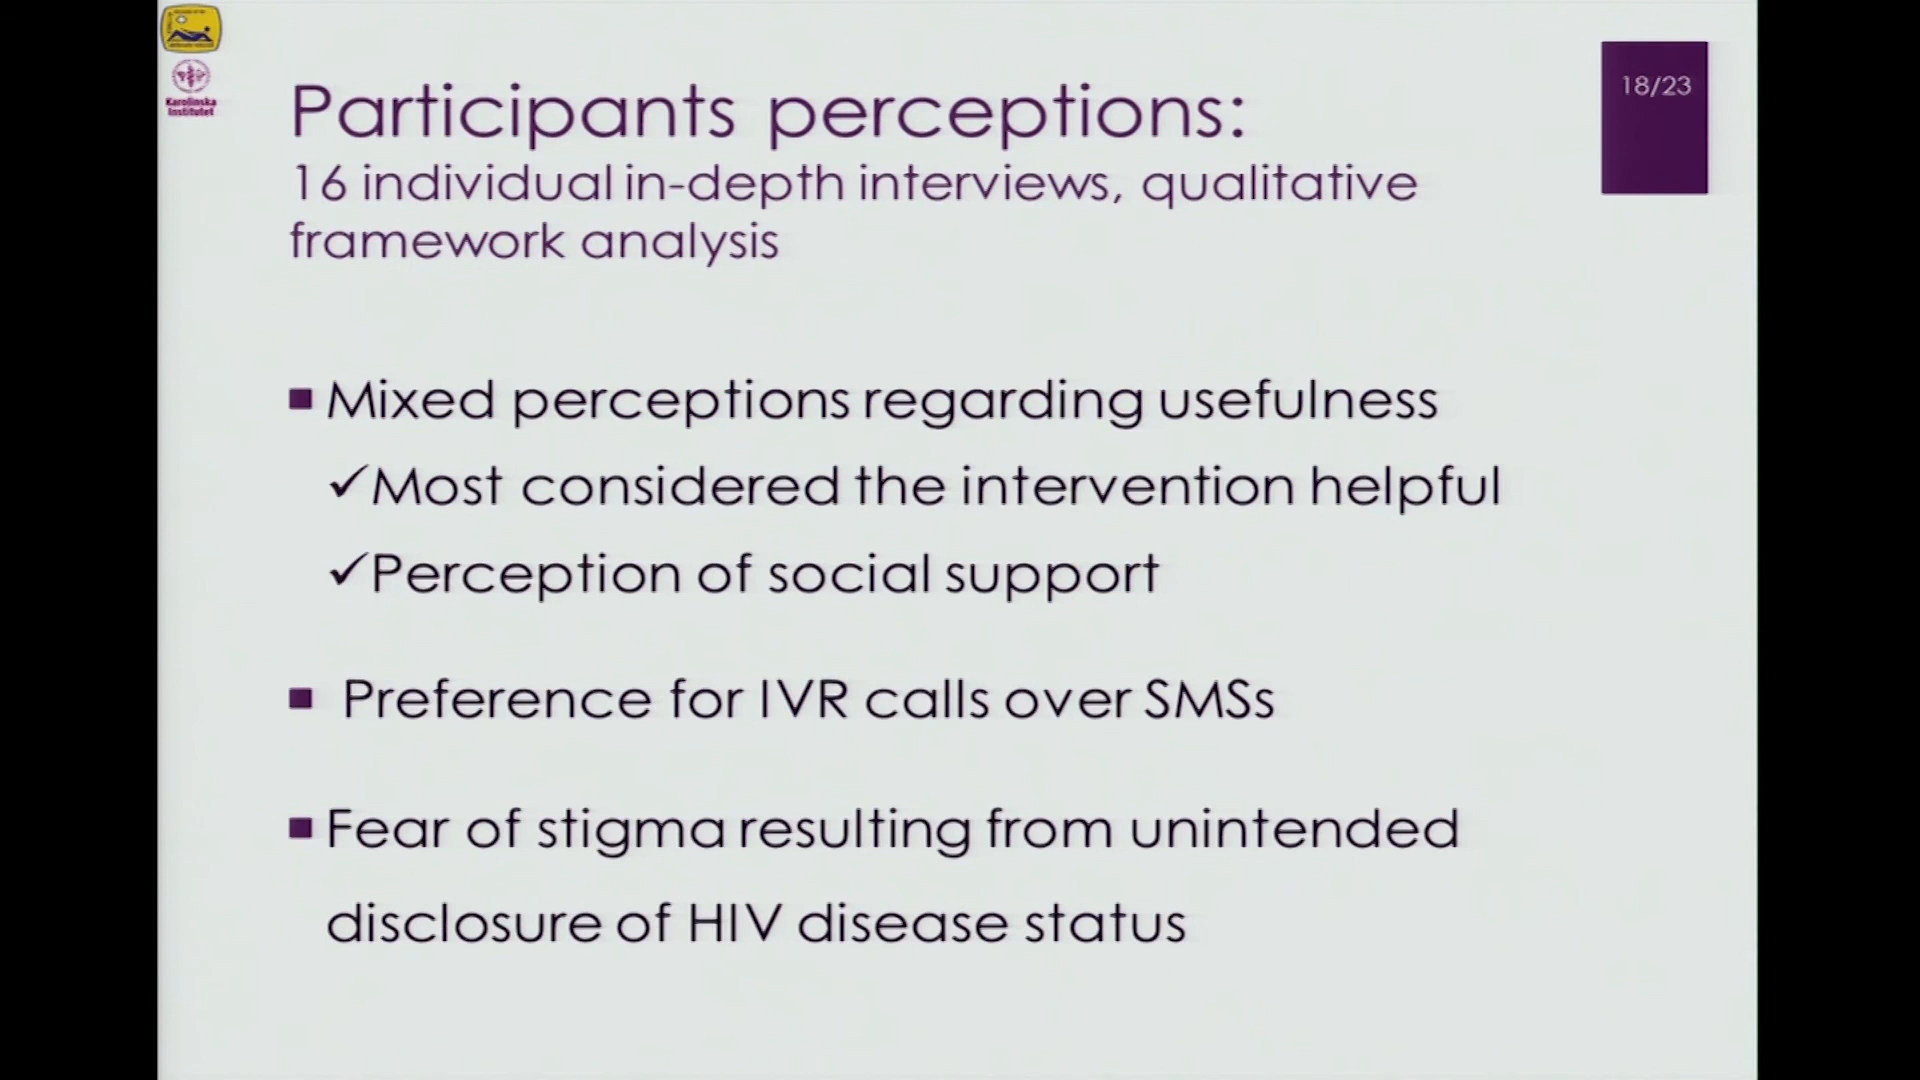 Karolinska
Institutet
18/23
Participants perceptions:
16 individual in-depth interviews, qualitative
framework analysis
Mixed perceptions regarding usefulness
✓Most considered the intervention helpful
✓Perception of social support
Preference for IVR calls over SMSs
Fear of stigma resulting from unintended
disclosure of HIV disease status